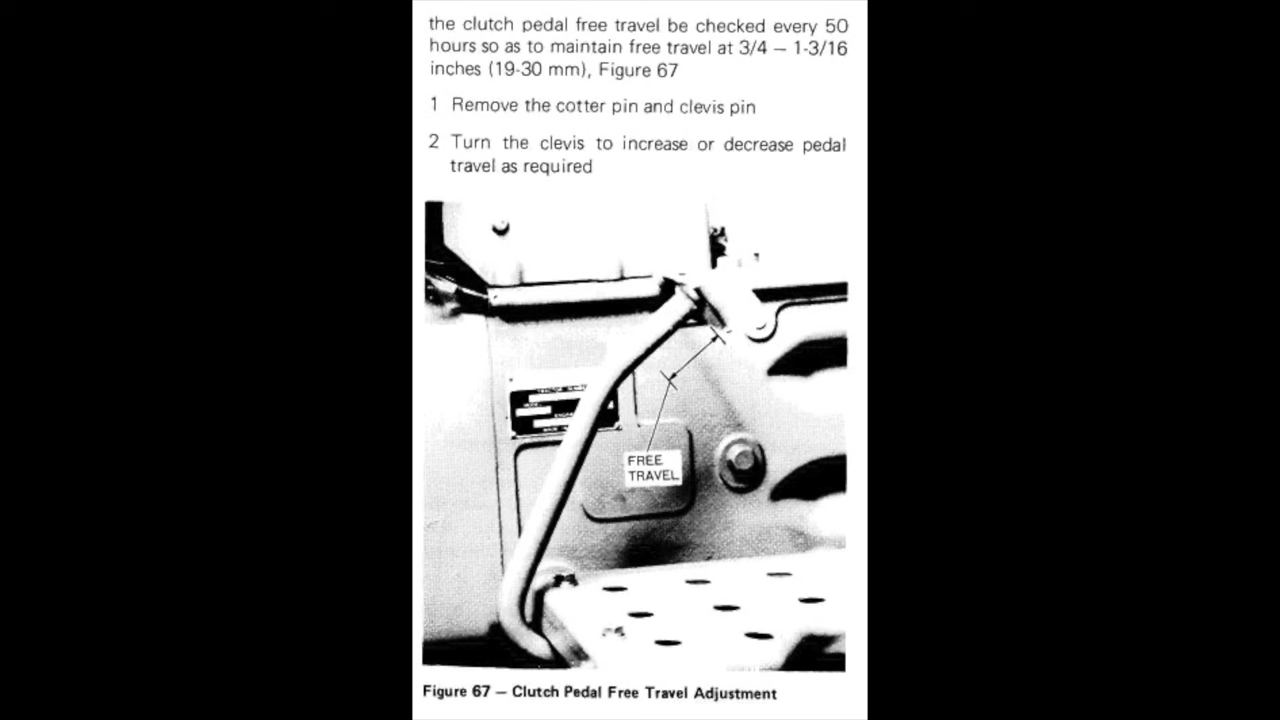 the clutch pedal free travel be checked every 50
hours so as to maintain free travel at 3/4 – 1-3/16
inches (19-30 mm), Figure 67
1 Remove the cotter pin and clevis pin
2 Turn the clevis to increase or decrease pedal
travel as required
FREE
TRAVEL
Figure 67 – Clutch Pedal Free Travel Adjustment